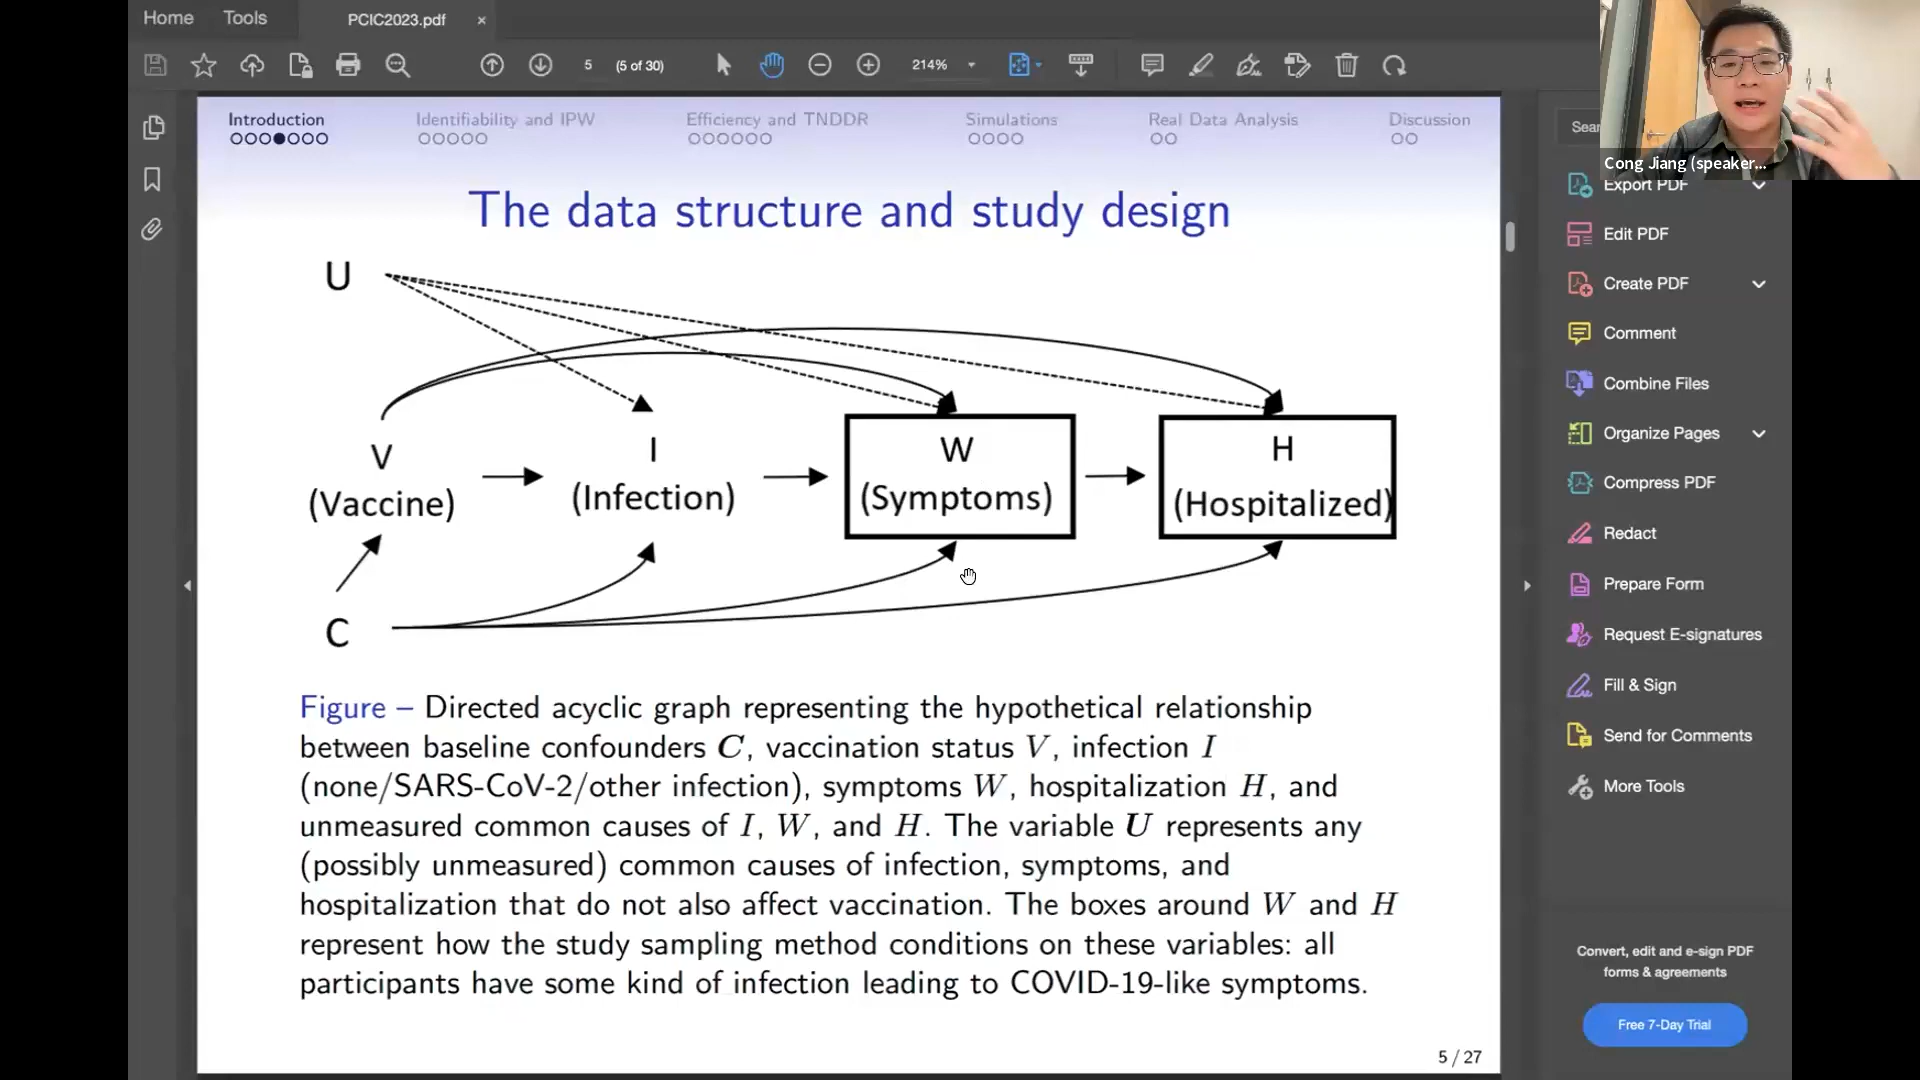 Home Tools PCIC2023.pdf ×
5 (5 of 30) 214%
Introduction Identifiability and IPW Efficiency and TNDDR Simulations Real Data Analysis Discussion
The data structure and study design
U
V
(Vaccine)
I
(Infection)
W
(Symptoms)
H
(Hospitalized)
C
Figure – Directed acyclic graph representing the hypothetical relationship
between baseline confounders C, vaccination status V, infection I
(none/SARS-CoV-2/other infection), symptoms W, hospitalization H, and
unmeasured common causes of I, W, and H. The variable U represents any
(possibly unmeasured) common causes of infection, symptoms, and
hospitalization that do not also affect vaccination. The boxes around W and H
represent how the study sampling method conditions on these variables: all
participants have some kind of infection leading to COVID-19-like symptoms.
5 / 27
Cong Jiang (speaker...
Sear
Export PDF
Edit PDF
Create PDF
Comment
Combine Files
Organize Pages
Compress PDF
Redact
Prepare Form
Request E-signatures
Fill & Sign
Send for Comments
More Tools
Convert, edit and e-sign PDF
forms & agreements
Free 7-Day Trial